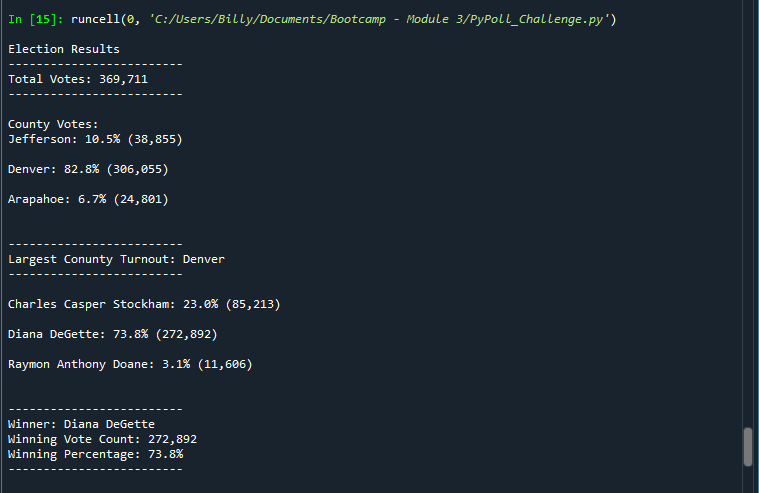 In [15]: runcell(0, 'C:/Users/Billy/Documents/Bootcamp - Module 3/PyPoll_Challenge.py')
Election Results
-------------------------
Total Votes: 369,711
-------------------------
County Votes:
Jefferson: 10.5% (38,855)
Denver: 82.8% (306,055)
Arapahoe: 6.7% (24,801)
-------------------------
Largest Conunty Turnout: Denver
-------------------------
Charles Casper Stockham: 23.0% (85,213)
Diana DeGette: 73.8% (272,892)
Raymon Anthony Doane: 3.1% (11,606)
-------------------------
Winner: Diana DeGette
Winning Vote Count: 272,892
Winning Percentage: 73.8%
-------------------------